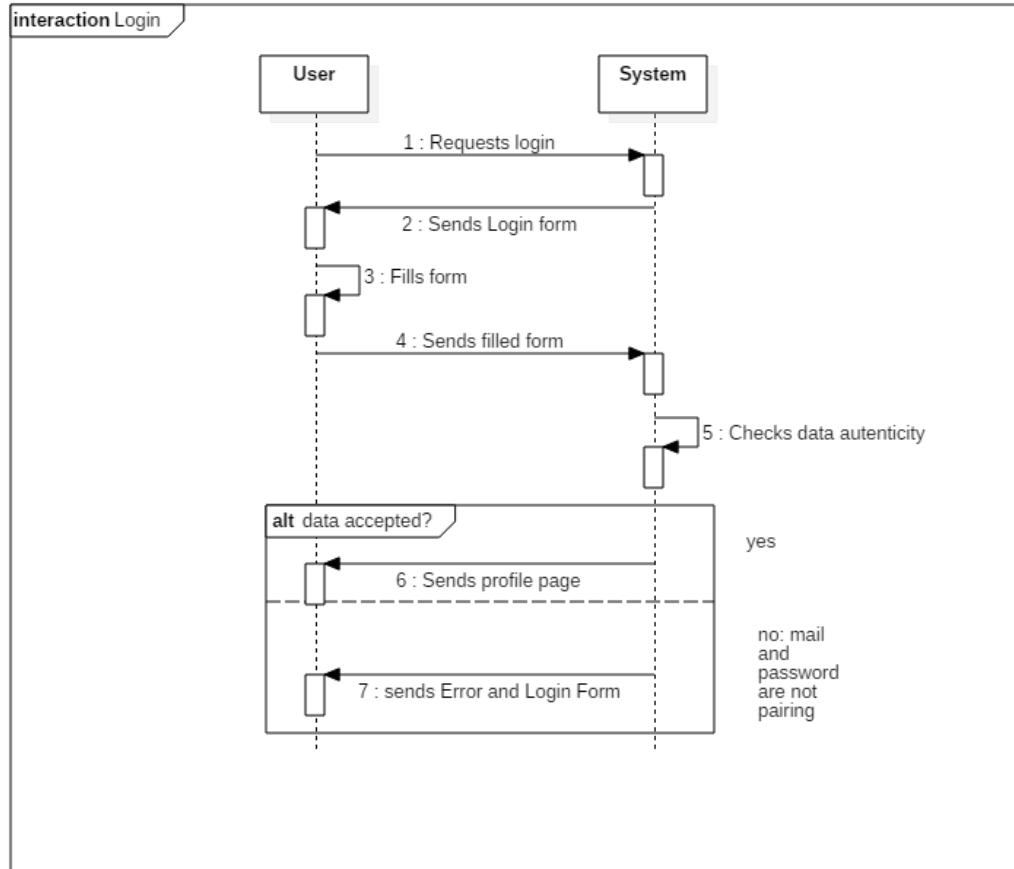 interaction Login
User
System
1 : Requests login
2 : Sends Login form
3 : Fills form
4 : Sends filled form
5 : Checks data autenticity
alt data accepted?
yes
6 : Sends profile page
no: mail
and
password
are not
pairing
7 : sends Error and Login Form